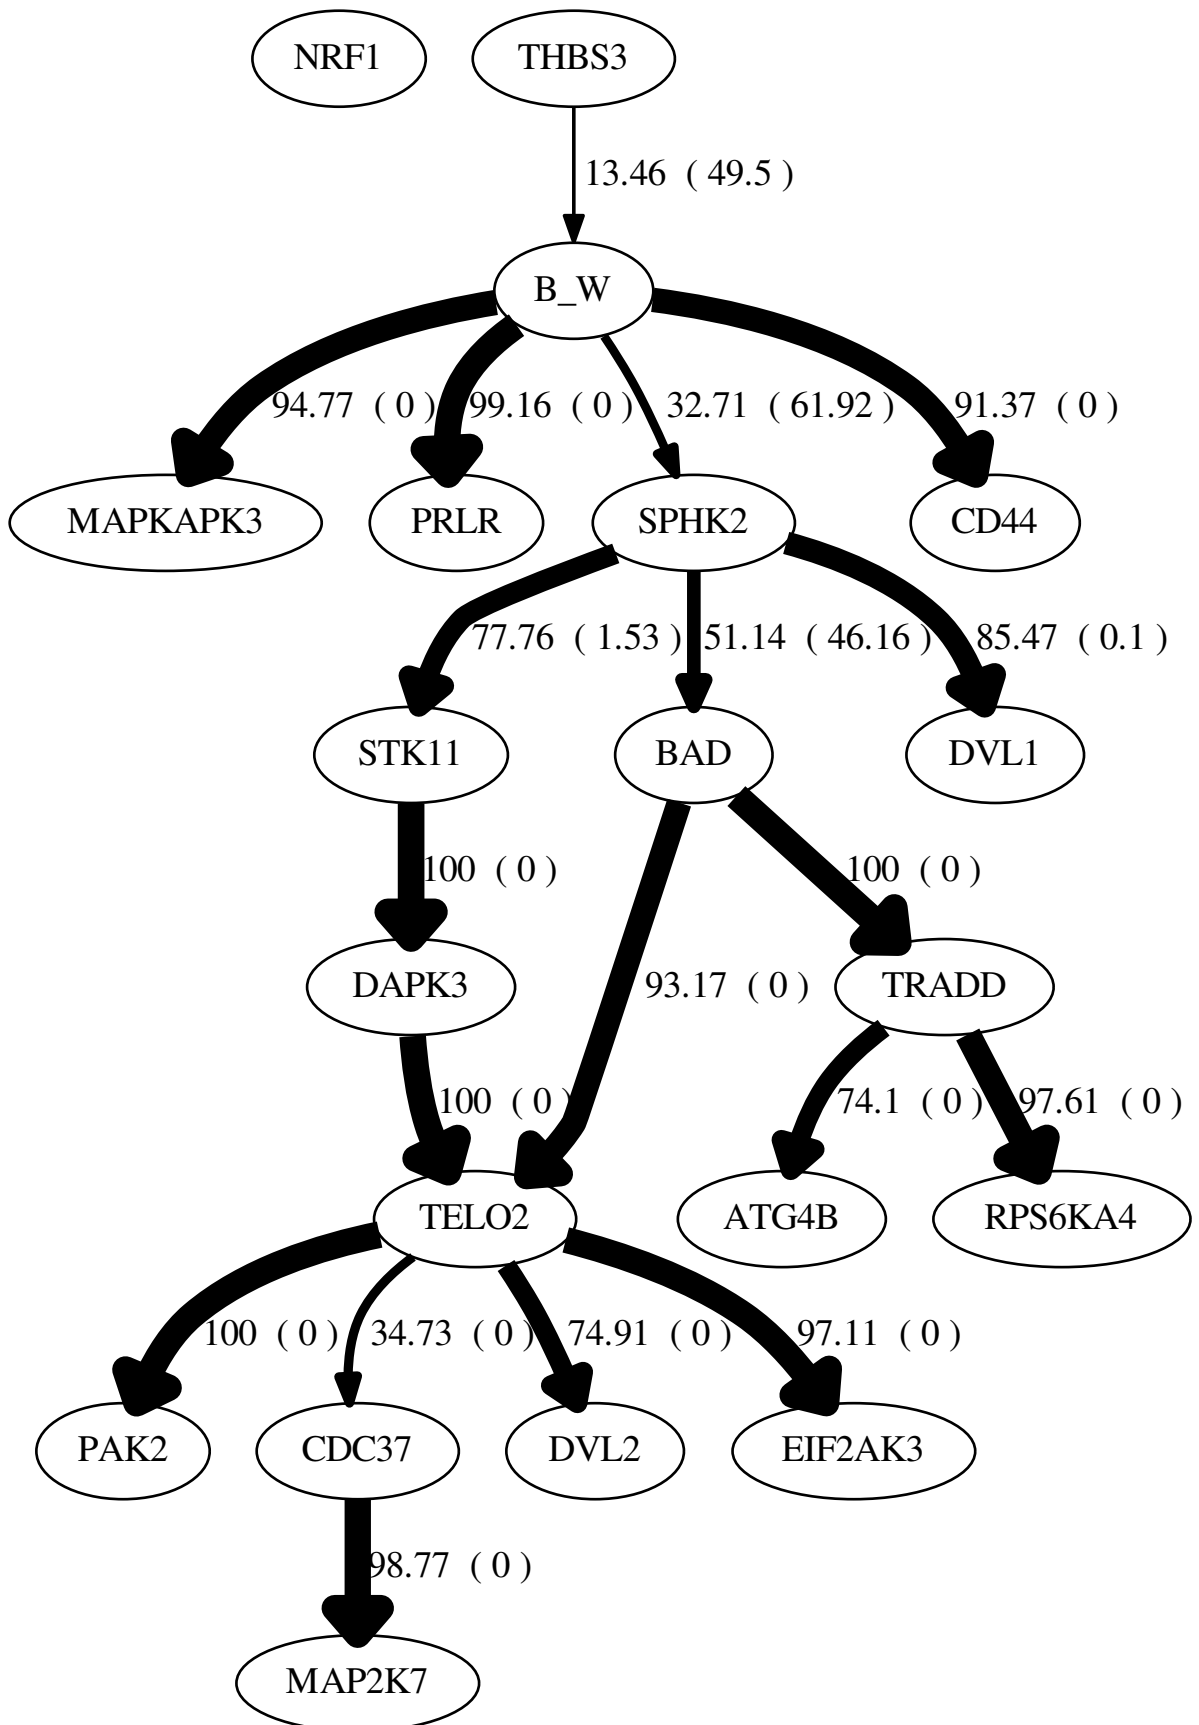 NRF1 THBS3
13.46 ( 49.5 )
B_W
94.77 ( 0 ) 99.16 ( 0 ) 32.71 ( 61.92 ) 91.37 ( 0 )
MAPKAPK3 PRLR SPHK2 CD44
77.76 ( 1.53 ) 51.14 ( 46.16 ) 85.47 ( 0.1 )
STK11 BAD DVL1
100 ( 0 ) 100 ( 0 )
DAPK3 93.17 ( 0 ) TRADD
100 ( 0 ) 74.1 ( 0 ) 97.61 ( 0 )
TELO2 ATG4B RPS6KA4
100 ( 0 ) 34.73 ( 0 ) 74.91 ( 0 ) 97.11 ( 0 )
PAK2 CDC37 DVL2 EIF2AK3
98.77 ( 0 )
MAP2K7